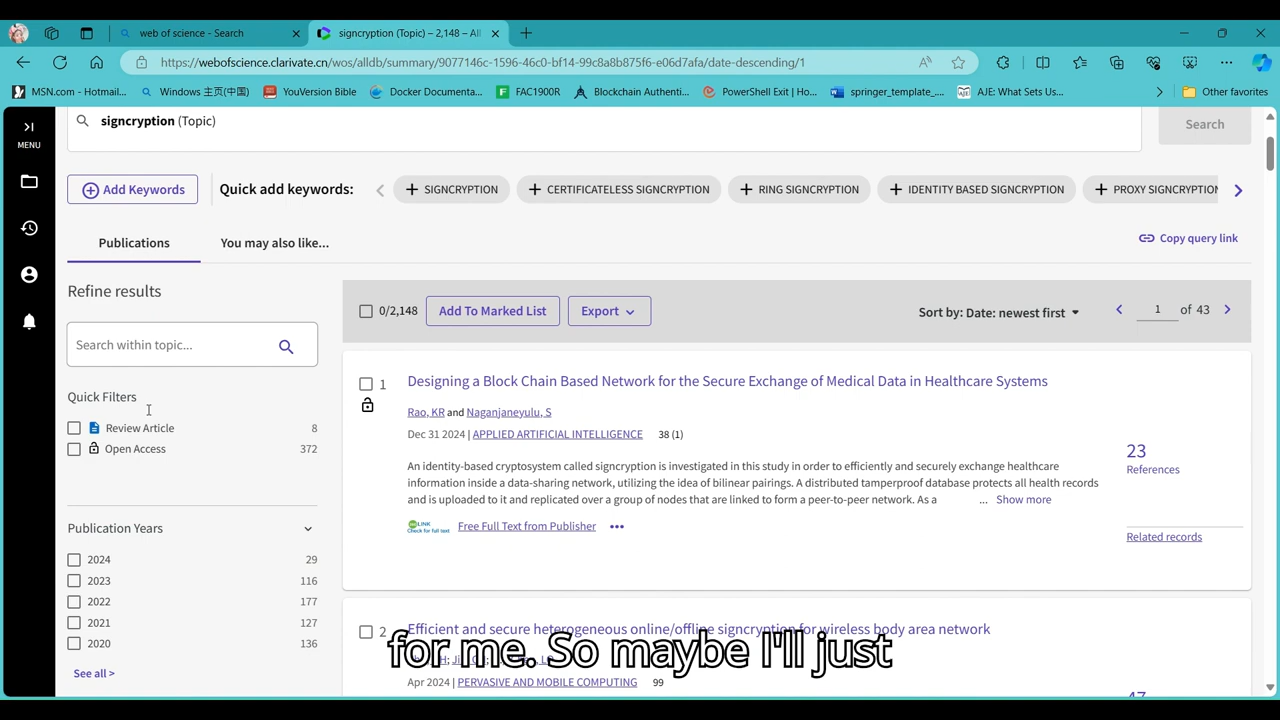 web of science - Search
signcryption (Topic) – 2,148 – All
https://webofscience.clarivate.cn/wos/alldb/summary/9077146c-1596-46c0-bf14-99c8a8b875f6-e06d7afa/date-descending/1
MSN.com - Hotmail...
Windows 主页(中国)
YouVersion Bible
Docker Documenta...
FAC1900R
Blockchain Authenti...
PowerShell Exit | Ho...
springer_template_...
AJE: What Sets Us...
Other favorites
MENU
signcryption (Topic)
Search
Add Keywords
Quick add keywords:
+ SIGNCRYPTION
+ CERTIFICATELESS SIGNCRYPTION
+ RING SIGNCRYPTION
+ IDENTITY BASED SIGNCRYPTION
+ PROXY SIGNCRYPTION
Publications
You may also like...
Copy query link
Refine results
Search within topic...
Quick Filters
Review Article 8
Open Access 372
Publication Years
2024 29
2023 116
2022 177
2021 127
2020 136
See all >
0/2,148
Add To Marked List
Export
Sort by: Date: newest first
1 of 43
1
Designing a Block Chain Based Network for the Secure Exchange of Medical Data in Healthcare Systems
Rao, KR and Naganjaneyulu, S
Dec 31 2024 | APPLIED ARTIFICIAL INTELLIGENCE 38 (1)
An identity-based cryptosystem called signcryption is investigated in this study in order to efficiently and securely exchange healthcare
information inside a data-sharing network, utilizing the idea of bilinear pairings. A distributed tamperproof database protects all health records
and is uploaded to it and replicated over a group of nodes that are linked to form a peer-to-peer network. As a ... Show more
Free Full Text from Publisher
23
References
Related records
2
Efficient and secure heterogeneous online/offline signcryption for wireless body area network
Apr 2024 | PERVASIVE AND MOBILE COMPUTING 99
47
for me. So maybe I'll just